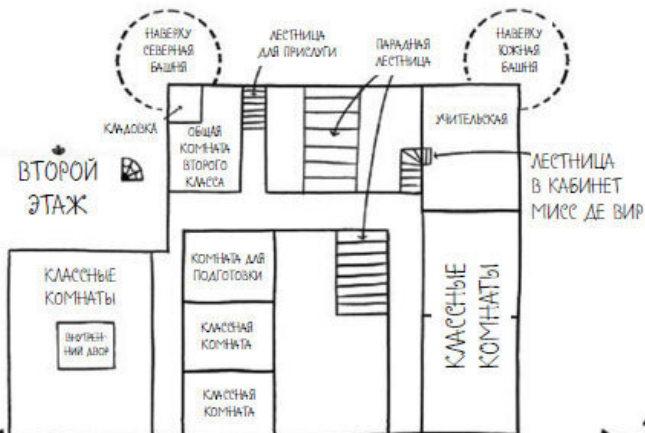 НАВЕРХУ
СЕВЕРНАЯ
БАШНЯ
ЛЕСТНИЦА
ДЛЯ ПРИСЛУГИ
ПАРАДНАЯ
ЛЕСТНИЦА
НАВЕРХУ
ЮЖНАЯ
БАШНЯ
КЛАДОВКА
ОБЩАЯ
КОМНАТА
ВТОРОГО
КЛАССА
УЧИТЕЛЬСКАЯ
ВТОРОЙ
ЭТАЖ
ЛЕСТНИЦА
В КАБИНЕТ
МИСС ДЕ ВИР
КЛАССНЫЕ
КОМНАТЫ
ВНУТРЕН-
НИЙ ДВОР
КОМНАТА ДЛЯ
ПОДГОТОВКИ
КЛАССНАЯ
КОМНАТА
КЛАССНАЯ
КОМНАТА
КЛАССНЫЕ
КОМНАТЫ